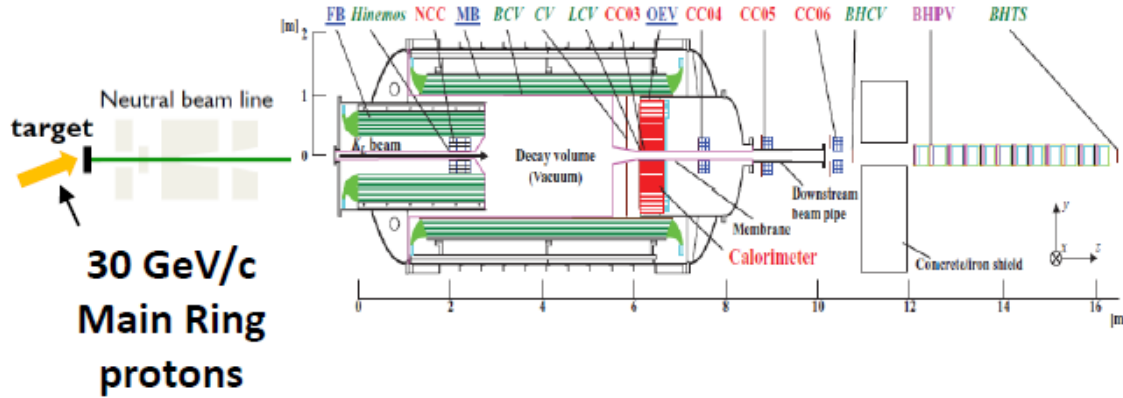 FB Hinemos NCC MB BCV CV LCV CC03 OEV CC04 CC05 CC06 BHCV BHPV BHTS
[m]
2
1
0
Neutral beam line
target
K_L beam
Decay volume
(Vacuum)
Membrane
Downstream
beam pipe
Calorimeter
Concrete/iron shield
y
x
z
0 2 4 6 8 10 12 14 16
[m]
30 GeV/c
Main Ring
protons